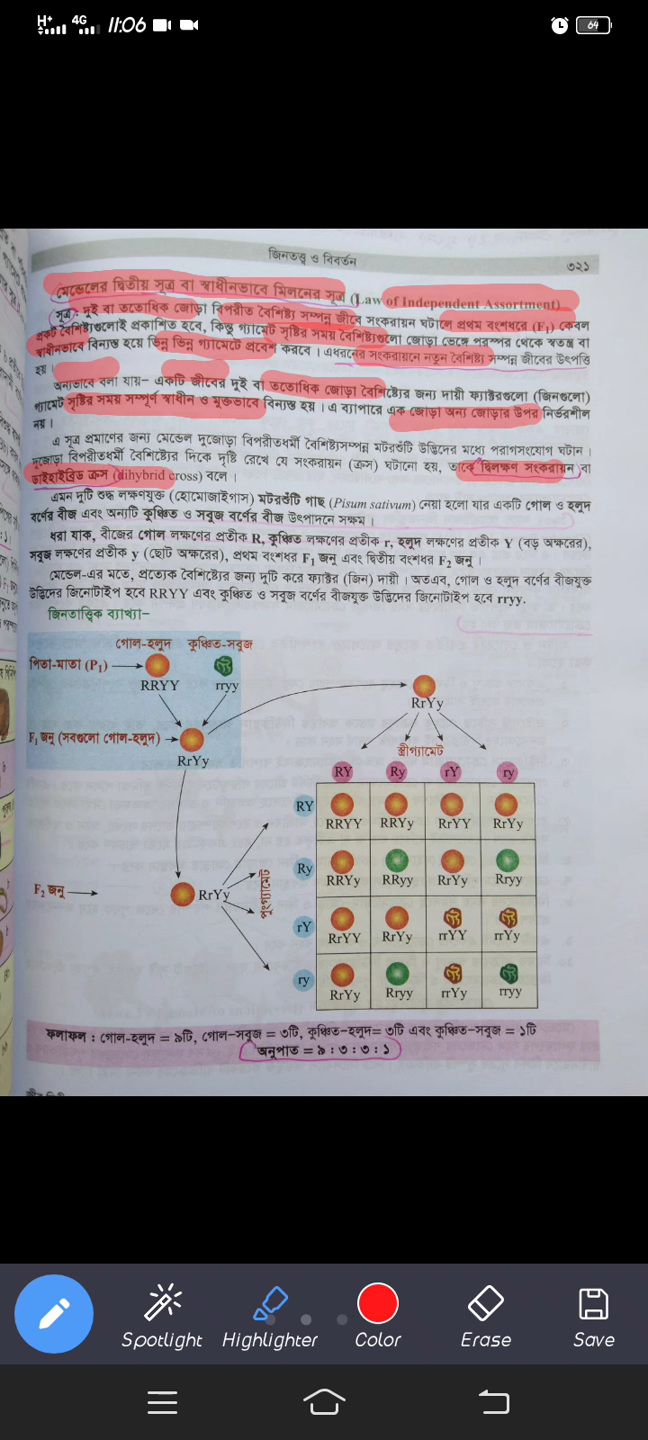 H+ 4G 11:06 64
জিনতত্ত্ব ও বিবর্তন ৩২১
মেন্ডেলের দ্বিতীয় সূত্র বা স্বাধীনভাবে মিলনের সূত্র (Law of Independent Assortment)
সূত্র : দুই বা ততোধিক জোড়া বিপরীত বৈশিষ্ট্য সম্পন্ন জীবে সংকরায়ন ঘটালে প্রথম বংশধরে (F₁) কেবল
প্রকট বৈশিষ্ট্যগুলোই প্রকাশিত হবে, কিন্তু গ্যামেট সৃষ্টির সময় বৈশিষ্ট্যগুলো জোড়া ভেঙ্গে পরস্পর থেকে স্বতন্ত্র বা
স্বাধীনভাবে বিন্যস্ত হয়ে ভিন্ন ভিন্ন গ্যামেটে প্রবেশ করবে । এধরনের সংকরায়নে নতুন বৈশিষ্ট্য সম্পন্ন জীবের উৎপত্তি
হয় ।
অন্যভাবে বলা যায়– একটি জীবের দুই বা ততোধিক জোড়া বৈশিষ্ট্যের জন্য দায়ী ফ্যাক্টরগুলো (জিনগুলো)
গ্যামেট সৃষ্টির সময় সম্পূর্ণ স্বাধীন ও মুক্তভাবে বিন্যস্ত হয় । এ ব্যাপারে এক জোড়া অন্য জোড়ার উপর নির্ভরশীল
নয় ।
এ সূত্র প্রমাণের জন্য মেন্ডেল দুজোড়া বিপরীতধর্মী বৈশিষ্ট্যসম্পন্ন মটরশুঁটি উদ্ভিদের মধ্যে পরাগসংযোগ ঘটান ।
দুজোড়া বিপরীতধর্মী বৈশিষ্ট্যের দিকে দৃষ্টি রেখে যে সংকরায়ন (ক্রস) ঘটানো হয়, তাকে দ্বিলক্ষণ সংকরায়ন বা
ডাইহাইব্রিড ক্রস (dihybrid cross) বলে ।
এমন দুটি শুদ্ধ লক্ষণযুক্ত (হোমোজাইগাস) মটরশুঁটি গাছ (Pisum sativum) নেয়া হলো যার একটি গোল ও হলুদ
বর্ণের বীজ এবং অন্যটি কুঞ্চিত ও সবুজ বর্ণের বীজ উৎপাদনে সক্ষম ।
ধরা যাক, বীজের গোল লক্ষণের প্রতীক R, কুঞ্চিত লক্ষণের প্রতীক r, হলুদ লক্ষণের প্রতীক Y (বড় অক্ষরের),
সবুজ লক্ষণের প্রতীক y (ছোট অক্ষরের), প্রথম বংশধর F₁ জনু এবং দ্বিতীয় বংশধর F₂ জনু ।
মেন্ডেল-এর মতে, প্রত্যেক বৈশিষ্ট্যের জন্য দুটি করে ফ্যাক্টর (জিন) দায়ী । অতএব, গোল ও হলুদ বর্ণের বীজযুক্ত
উদ্ভিদের জিনোটাইপ হবে RRYY এবং কুঞ্চিত ও সবুজ বর্ণের বীজযুক্ত উদ্ভিদের জিনোটাইপ হবে rryy.
জিনতাত্ত্বিক ব্যাখ্যা–
গোল-হলুদ কুঞ্চিত-সবুজ
পিতা-মাতা (P₁)
RRYY rryy
F₁ জনু (সবগুলো গোল-হলুদ)
RrYy
RrYy
স্ত্রীগ্যামেট
RY Ry rY ry
RY RRYY RRYy RrYY RrYy
Ry RRYy RRyy RrYy Rryy
F₂ জনু RrYy
পুংগ্যামেট
rY RrYY RrYy rrYY rrYy
ry RrYy Rryy rrYy rryy
ফলাফল : গোল-হলুদ = ৯টি, গোল-সবুজ = ৩টি, কুঞ্চিত-হলুদ= ৩টি এবং কুঞ্চিত-সবুজ = ১টি
অনুপাত = ৯ : ৩ : ৩ : ১
Spotlight Highlighter Color Erase Save